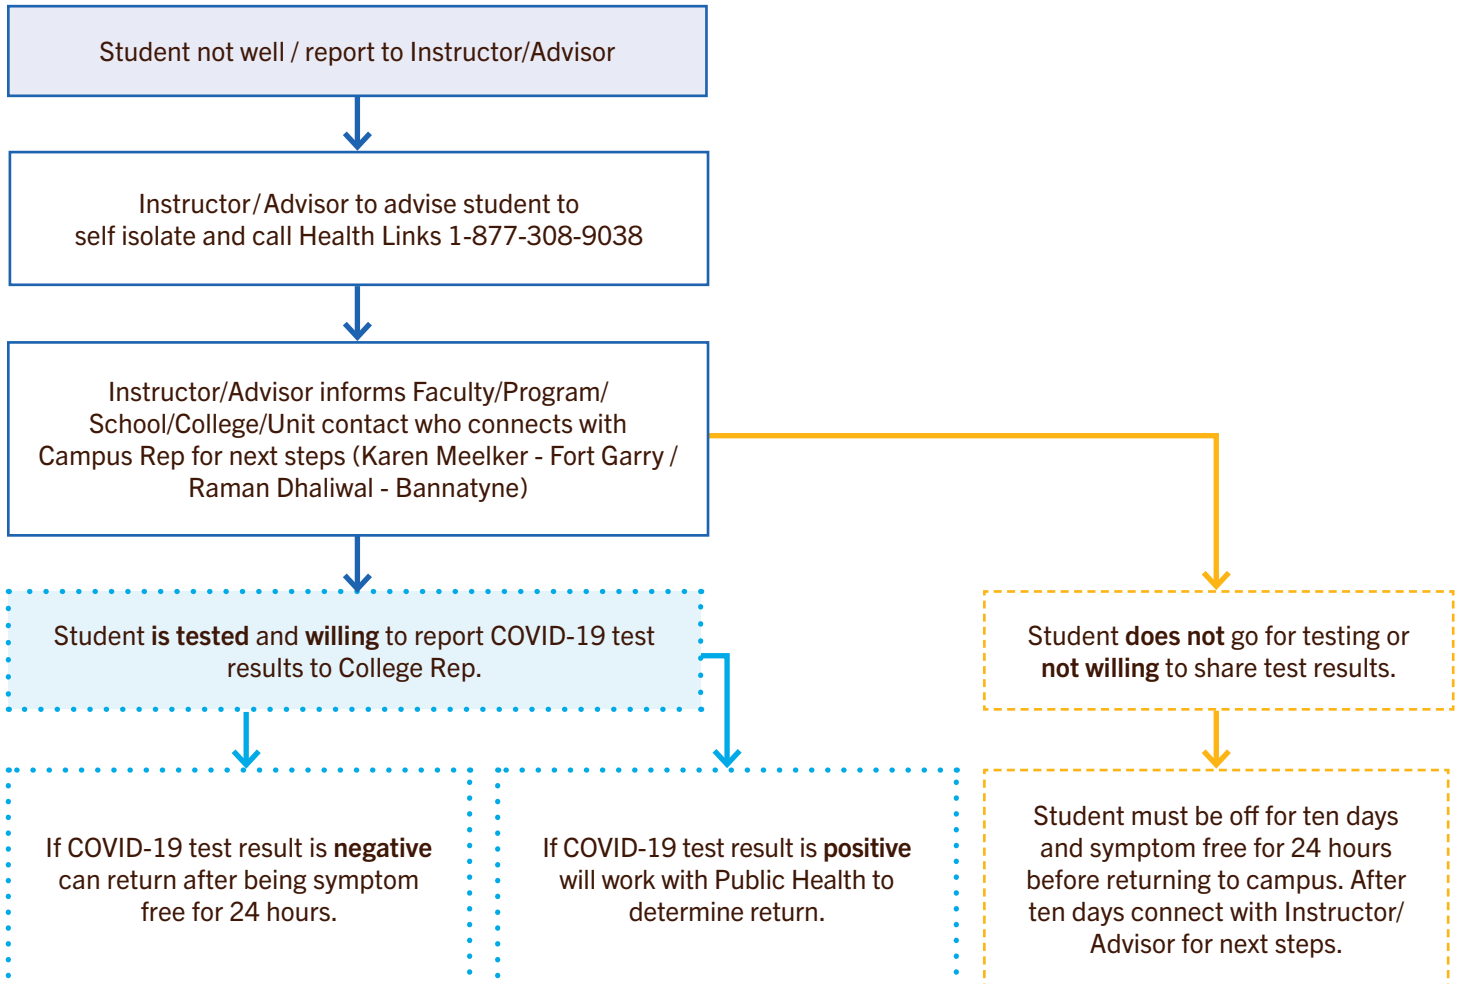 Student not well / report to Instructor/Advisor
Instructor/Advisor to advise student to
self isolate and call Health Links 1-877-308-9038
Instructor/Advisor informs Faculty/Program/
School/College/Unit contact who connects with
Campus Rep for next steps (Karen Meelker - Fort Garry /
Raman Dhaliwal - Bannatyne)
Student is tested and willing to report COVID-19 test
results to College Rep.
Student does not go for testing or
not willing to share test results.
If COVID-19 test result is negative
can return after being symptom
free for 24 hours.
If COVID-19 test result is positive
will work with Public Health to
determine return.
Student must be off for ten days
and symptom free for 24 hours
before returning to campus. After
ten days connect with Instructor/
Advisor for next steps.